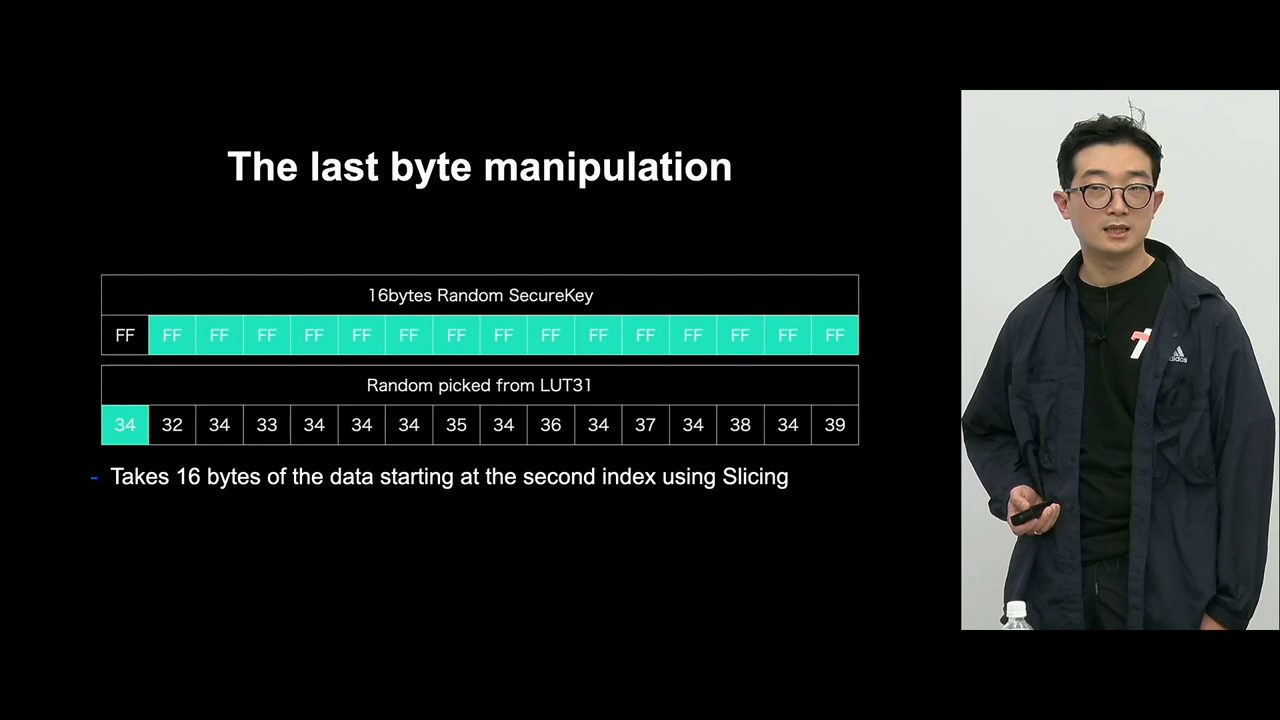 The last byte manipulation
16bytes Random SecureKey
FF FF FF FF FF FF FF FF FF FF FF FF FF FF FF FF
Random picked from LUT31
34 32 34 33 34 34 34 35 34 36 34 37 34 38 34 39
- Takes 16 bytes of the data starting at the second index using Slicing
adidas